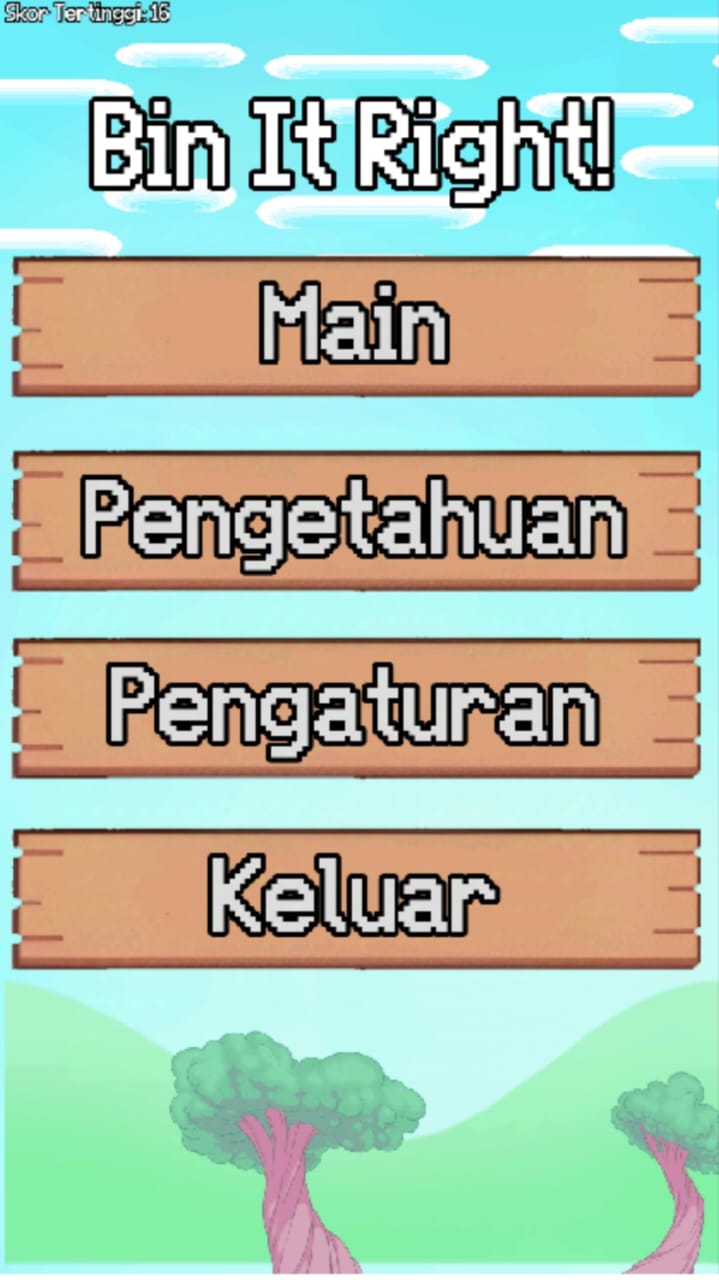 Skor Tertinggi: 16
Bin It Right!
Main
Pengetahuan
Pengaturan
Keluar